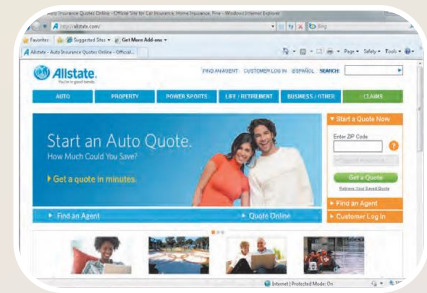 Insurance Quotes Online - Official Site for Car Insurance, Home Insurance, Fine - Windows Internet Explorer
http://allstate.com/
Bing
Favorites Suggested Sites Get More Add-ons
Allstate - Auto Insurance Quotes Online - Official...
Page Safety Tools
Allstate.
You're in good hands.
FIND AN AGENT CUSTOMER LOG IN ESPAÑOL SEARCH:
AUTO PROPERTY POWER SPORTS LIFE / RETIREMENT BUSINESS / OTHER CLAIMS
Start an Auto Quote.
How Much Could You Save?
Get a quote in minutes.
Start a Quote Now
Enter ZIP Code
Get a Quote
Retrieve Your Saved Quote
Find an Agent
Customer Log In
Find an Agent Quote Online
Internet | Protected Mode: On